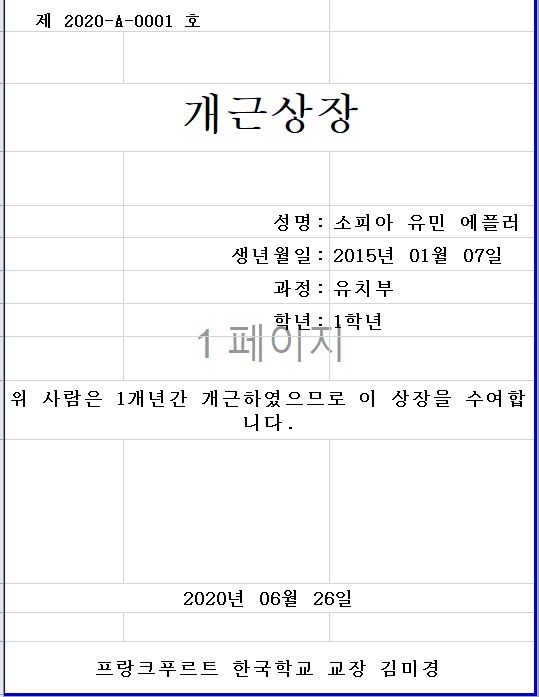 제 2020-A-0001 호
개근상장
성명: 소피아 유민 에플러
생년월일: 2015년 01월 07일
과정: 유치부
학년: 1학년
1 페이지
위 사람은 1개년간 개근하였으므로 이 상장을 수여합
니다.
2020년 06월 26일
프랑크푸르트 한국학교 교장 김미경